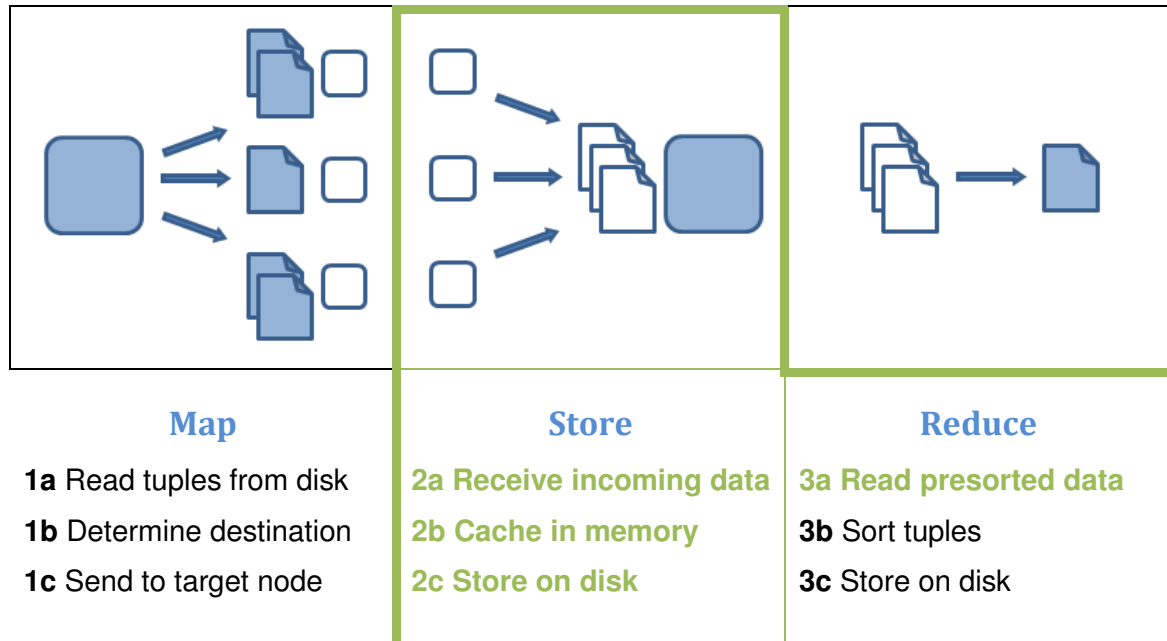 Map
1a Read tuples from disk
1b Determine destination
1c Send to target node
Store
2a Receive incoming data
2b Cache in memory
2c Store on disk
Reduce
3a Read presorted data
3b Sort tuples
3c Store on disk